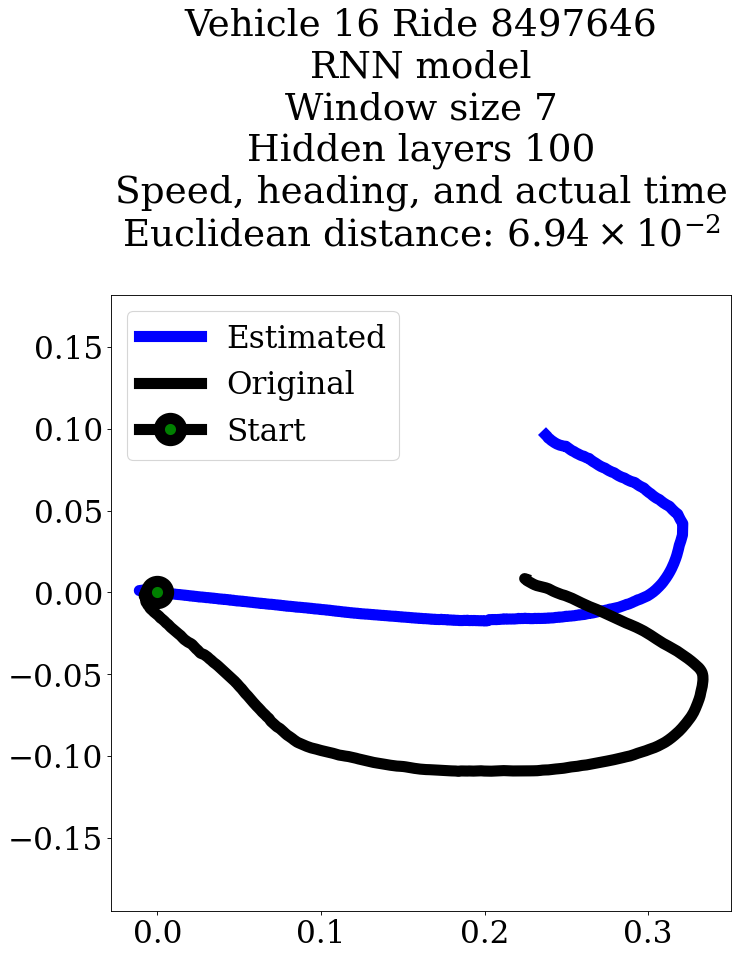 Vehicle 16 Ride 8497646
RNN model
Window size 7
Hidden layers 100
Speed, heading, and actual time
Euclidean distance: 6.94 × 10⁻²
Estimated
Original
Start
0.15
0.10
0.05
0.00
−0.05
−0.10
−0.15
0.0 0.1 0.2 0.3